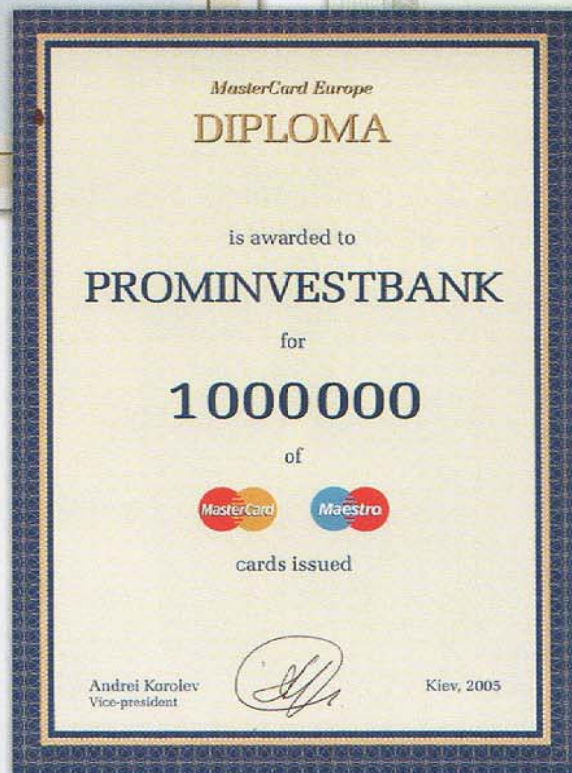 MasterCard Europe
DIPLOMA
is awarded to
PROMINVESTBANK
for
1000000
of
MasterCard Maestro
cards issued
Andrei Korolev
Vice-president
Kiev, 2005